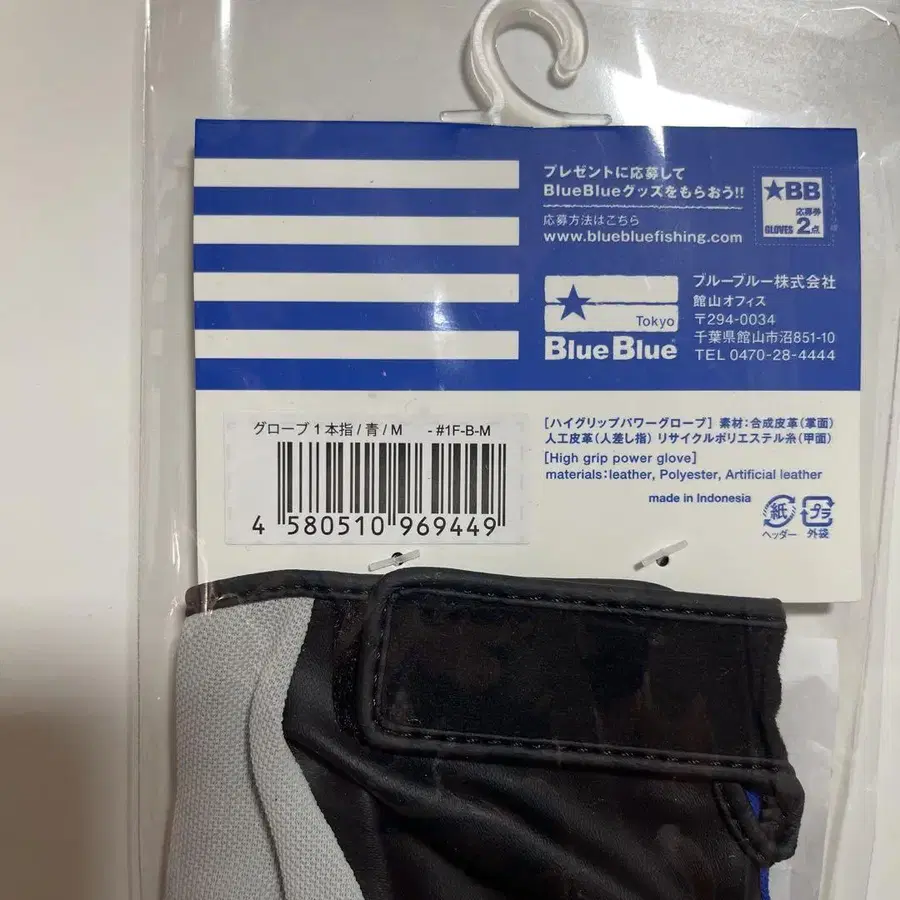 プレゼントに応募して
BlueBlueグッズをもらおう!!
応募方法はこちら
www.bluebluefishing.com
★BB
応募券
GLOVES 2点
Tokyo
BlueBlue
ブルーブルー株式会社
館山オフィス
〒294-0034
千葉県館山市沼851-10
TEL 0470-28-4444
グローブ1本指/青/M -#1F-B-M
4 580510 969449
[ハイグリップパワーグローブ] 素材:合成皮革(掌面)
人工皮革(人差し指) リサイクルポリエステル糸(甲面)
[High grip power glove]
materials:leather, Polyester, Artificial leather
made in Indonesia
紙
ヘッダー
プラ
外袋